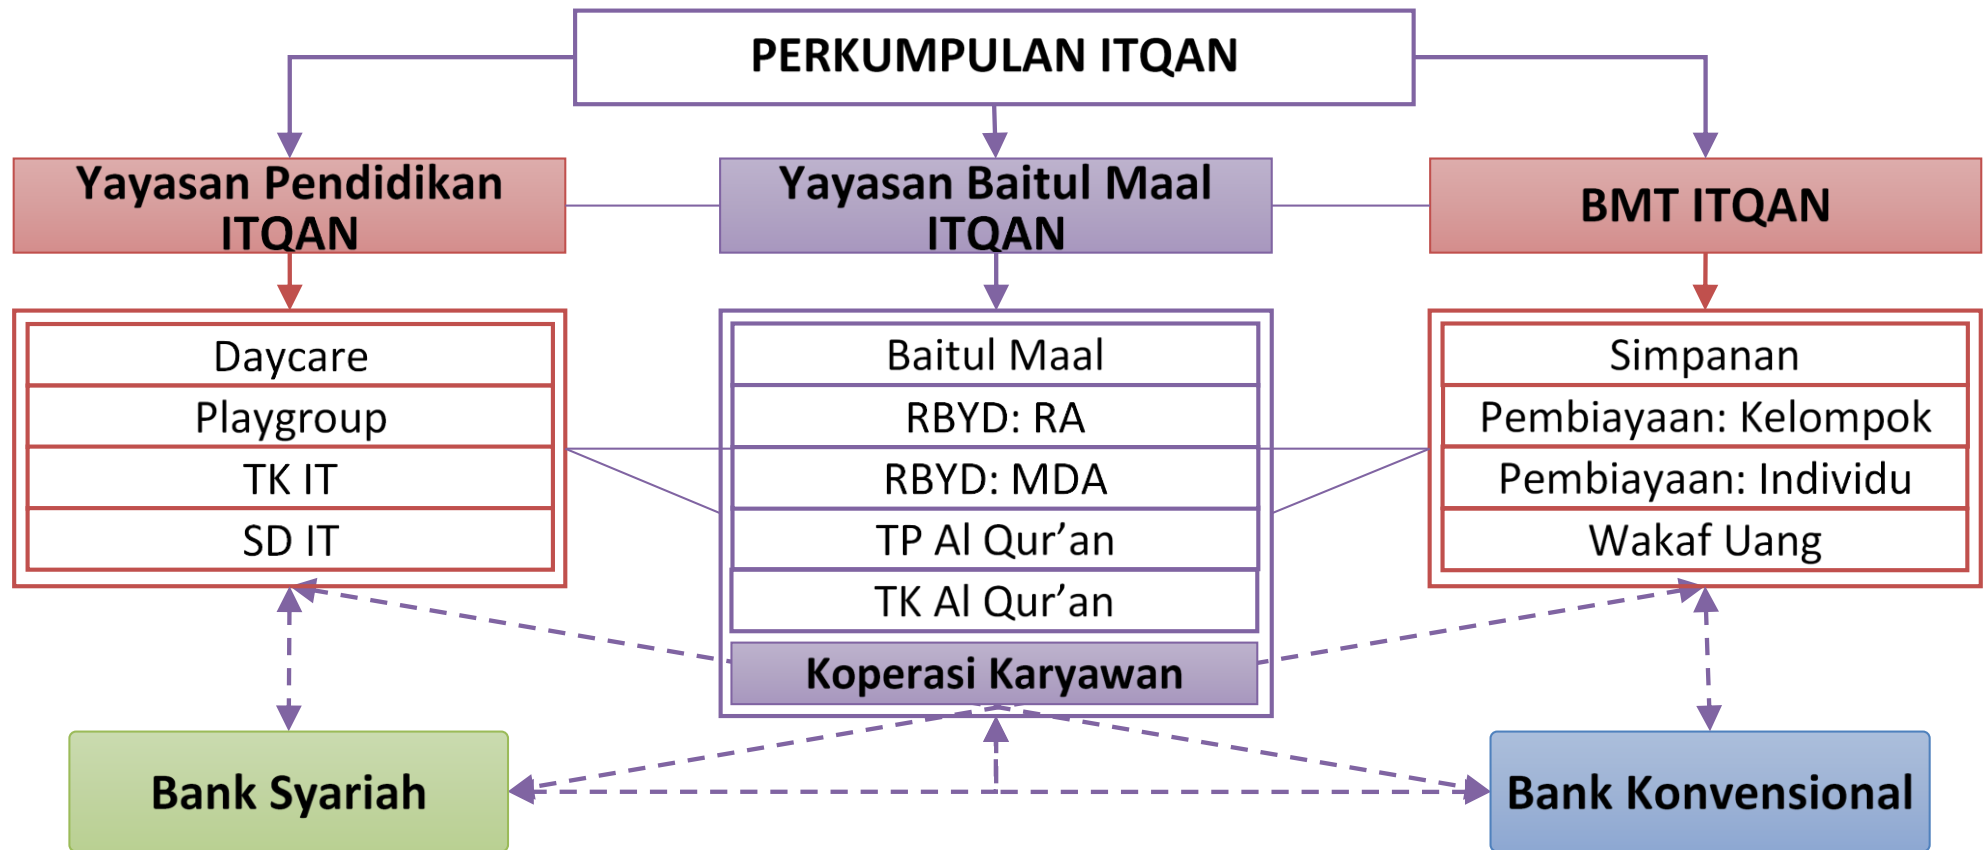 PERKUMPULAN ITQAN
Yayasan Pendidikan
ITQAN
Yayasan Baitul Maal
ITQAN
BMT ITQAN
Daycare
Playgroup
TK IT
SD IT
Baitul Maal
RBYD: RA
RBYD: MDA
TP Al Qur’an
TK Al Qur’an
Koperasi Karyawan
Simpanan
Pembiayaan: Kelompok
Pembiayaan: Individu
Wakaf Uang
Bank Syariah
Bank Konvensional